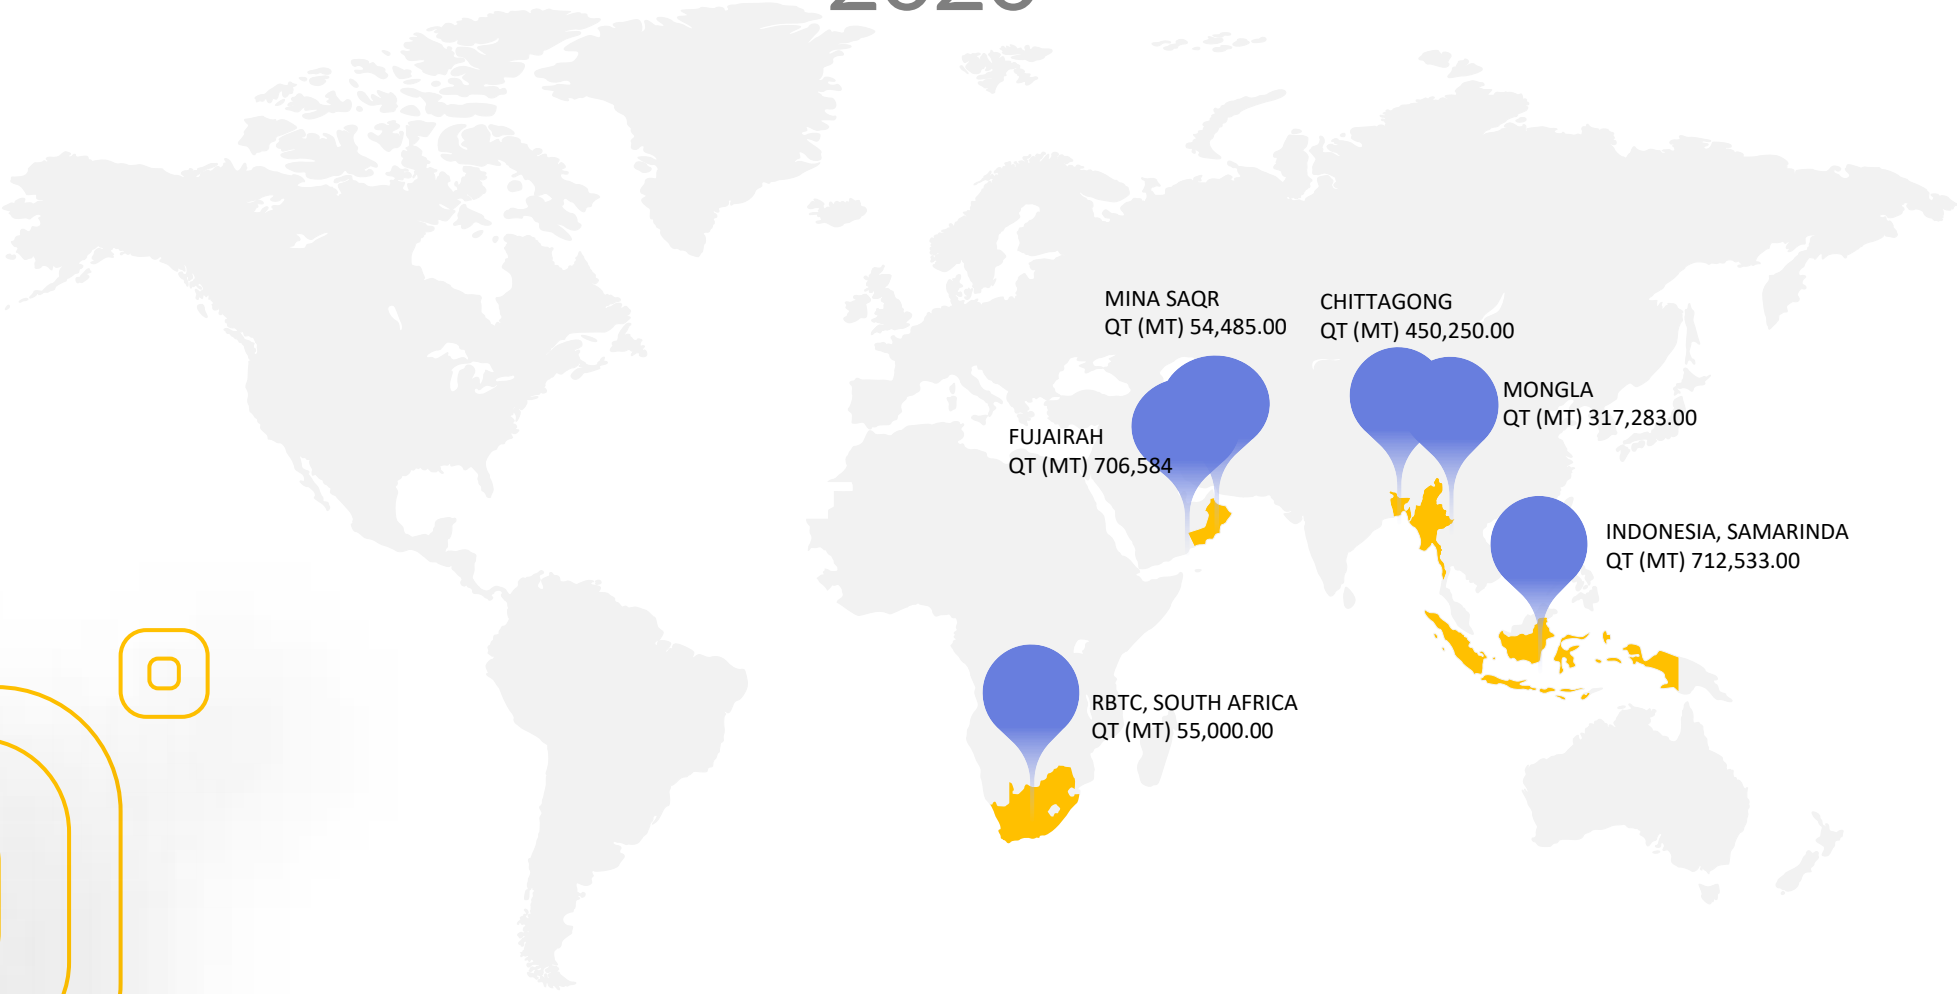 MINA SAQR
QT (MT) 54,485.00
CHITTAGONG
QT (MT) 450,250.00
MONGLA
QT (MT) 317,283.00
FUJAIRAH
QT (MT) 706,584
INDONESIA, SAMARINDA
QT (MT) 712,533.00
RBTC, SOUTH AFRICA
QT (MT) 55,000.00